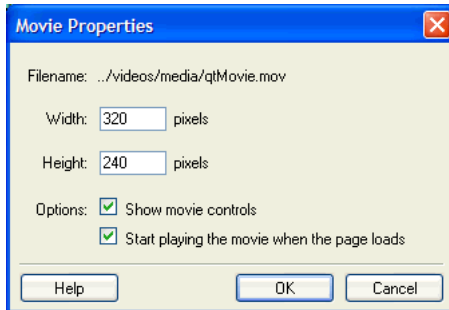 Movie Properties
Filename: ../videos/media/qtMovie.mov
Width: 320 pixels
Height: 240 pixels
Options: Show movie controls
Start playing the movie when the page loads
Help OK Cancel